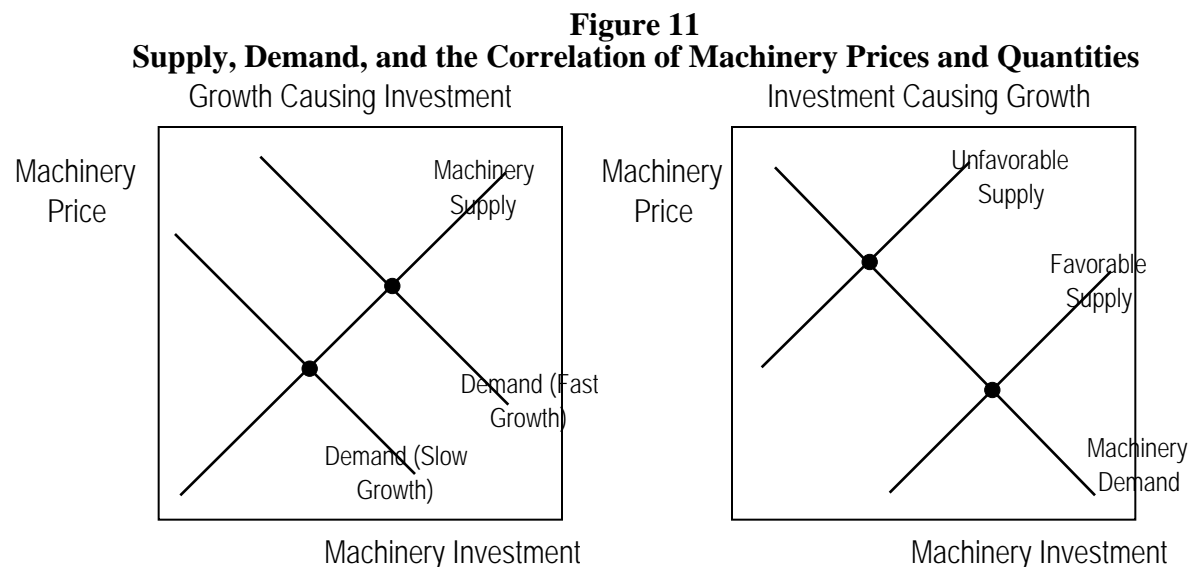 Figure 11
Supply, Demand, and the Correlation of Machinery Prices and Quantities
Growth Causing Investment
Machinery
Price
Machinery
Supply
Demand (Fast
Growth)
Demand (Slow
Growth)
Machinery Investment
Investment Causing Growth
Machinery
Price
Unfavorable
Supply
Favorable
Supply
Machinery
Demand
Machinery Investment